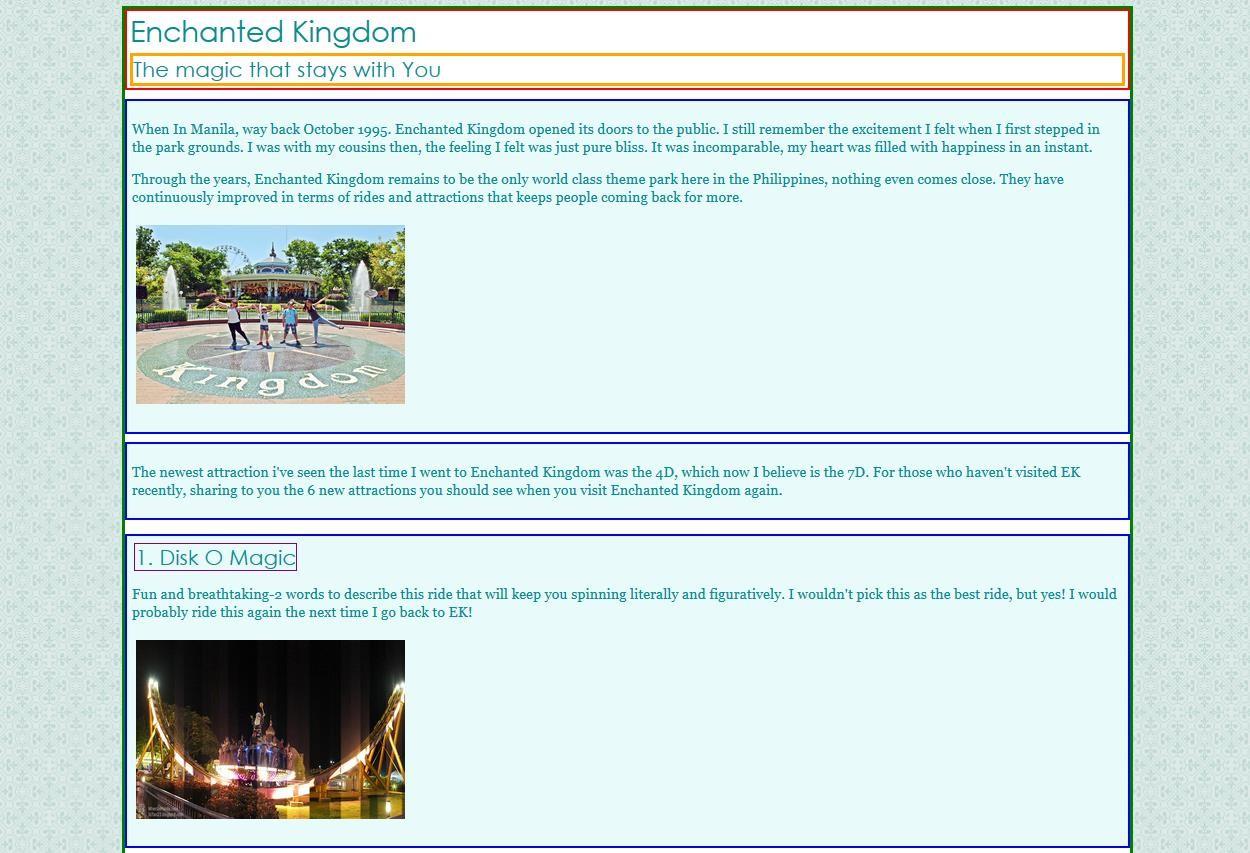 Enchanted Kingdom
The magic that stays with You
When In Manila, way back October 1995. Enchanted Kingdom opened its doors to the public. I still remember the excitement I felt when I first stepped in
the park grounds. I was with my cousins then, the feeling I felt was just pure bliss. It was incomparable, my heart was filled with happiness in an instant.
Through the years, Enchanted Kingdom remains to be the only world class theme park here in the Philippines, nothing even comes close. They have
continuously improved in terms of rides and attractions that keeps people coming back for more.
Kingdom
The newest attraction i've seen the last time I went to Enchanted Kingdom was the 4D, which now I believe is the 7D. For those who haven't visited EK
recently, sharing to you the 6 new attractions you should see when you visit Enchanted Kingdom again.
1. Disk O Magic
Fun and breathtaking-2 words to describe this ride that will keep you spinning literally and figuratively. I wouldn't pick this as the best ride, but yes! I would
probably ride this again the next time I go back to EK!